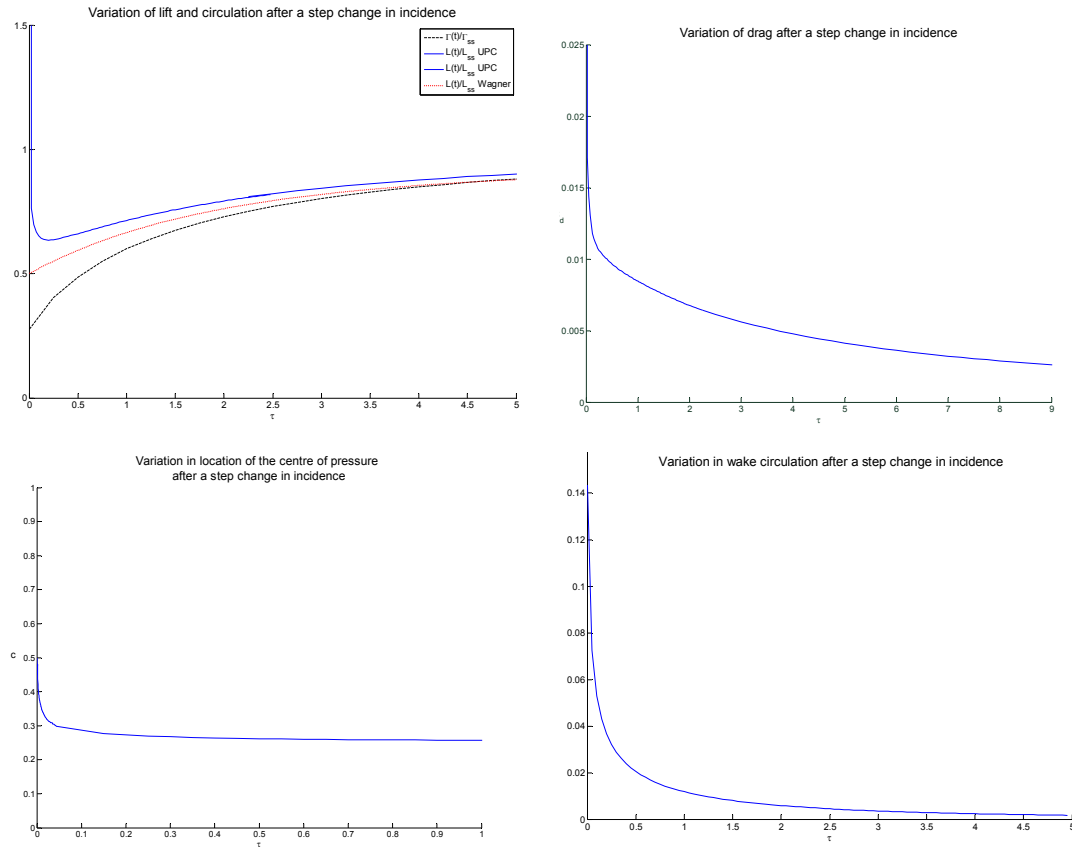 Variation of lift and circulation after a step change in incidence
1.5
1
0.5
0
0 0.5 1 1.5 2 2.5 3 3.5 4 4.5 5
τ
Γ(t)/Γss
L(t)/Lss UPC
L(t)/Lss UPC
L(t)/Lss Wagner
Variation of drag after a step change in incidence
0.025
0.02
0.015
0.01
0.005
0
d
0 1 2 3 4 5 6 7 8 9
τ
Variation in location of the centre of pressure
after a step change in incidence
1
0.9
0.8
0.7
0.6
0.5
0.4
0.3
0.2
0.1
0
c
0 0.1 0.2 0.3 0.4 0.5 0.6 0.7 0.8 0.9 1
τ
Variation in wake circulation after a step change in incidence
0.14
0.12
0.1
0.08
0.06
0.04
0.02
0
0 0.5 1 1.5 2 2.5 3 3.5 4 4.5 5
τ